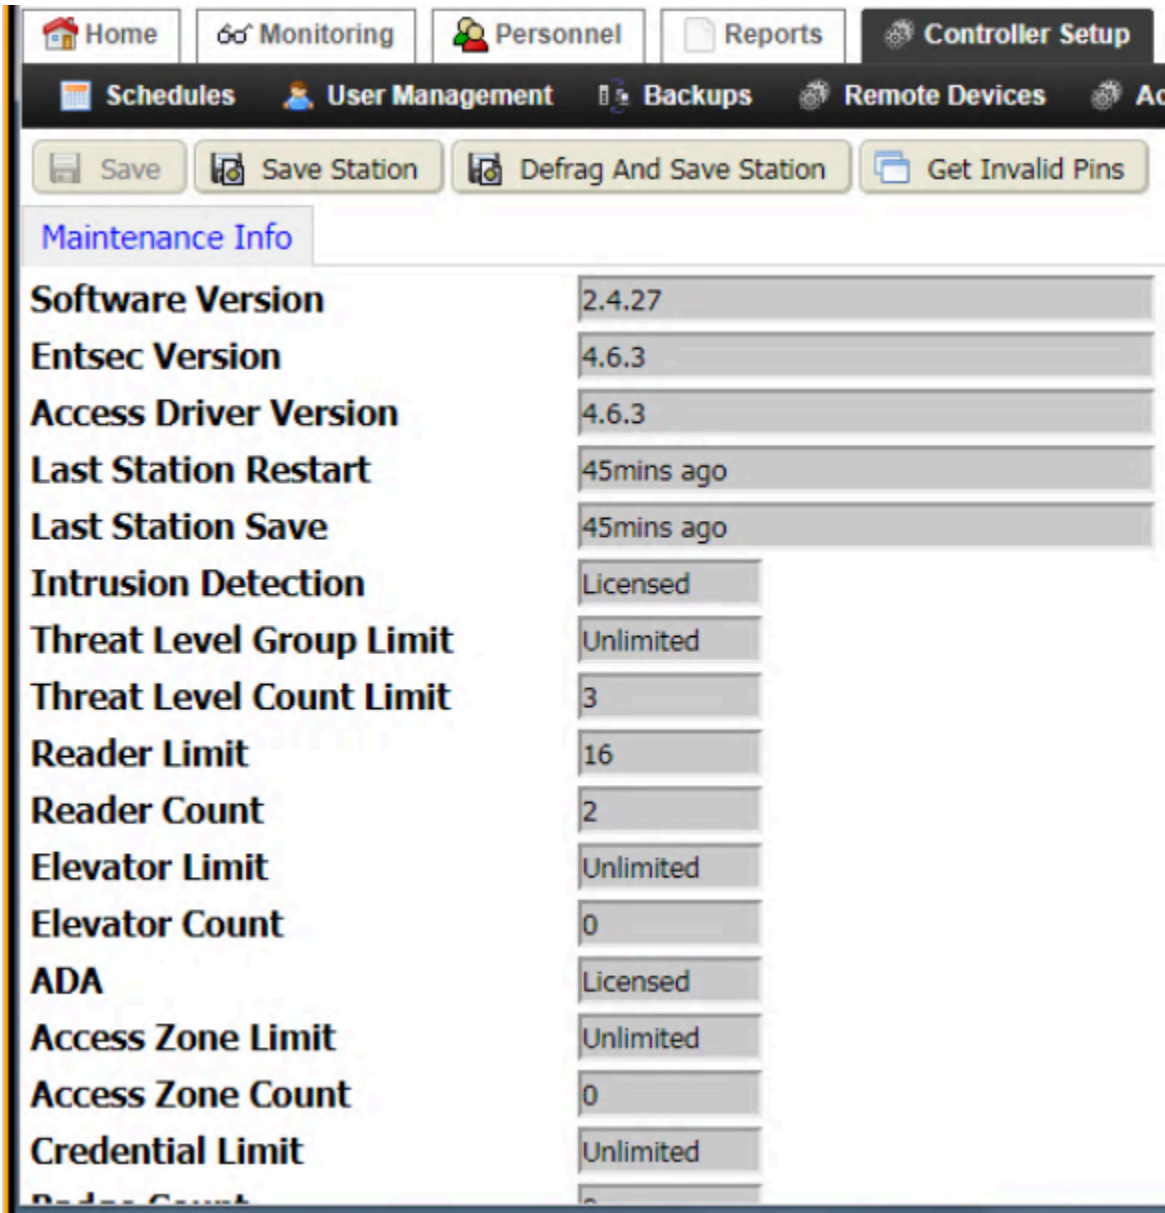 Home Monitoring Personnel Reports Controller Setup
Schedules User Management Backups Remote Devices
Save Save Station Defrag And Save Station Get Invalid Pins
Maintenance Info
Software Version 2.4.27
Entsec Version 4.6.3
Access Driver Version 4.6.3
Last Station Restart 45mins ago
Last Station Save 45mins ago
Intrusion Detection Licensed
Threat Level Group Limit Unlimited
Threat Level Count Limit 3
Reader Limit 16
Reader Count 2
Elevator Limit Unlimited
Elevator Count 0
ADA Licensed
Access Zone Limit Unlimited
Access Zone Count 0
Credential Limit Unlimited